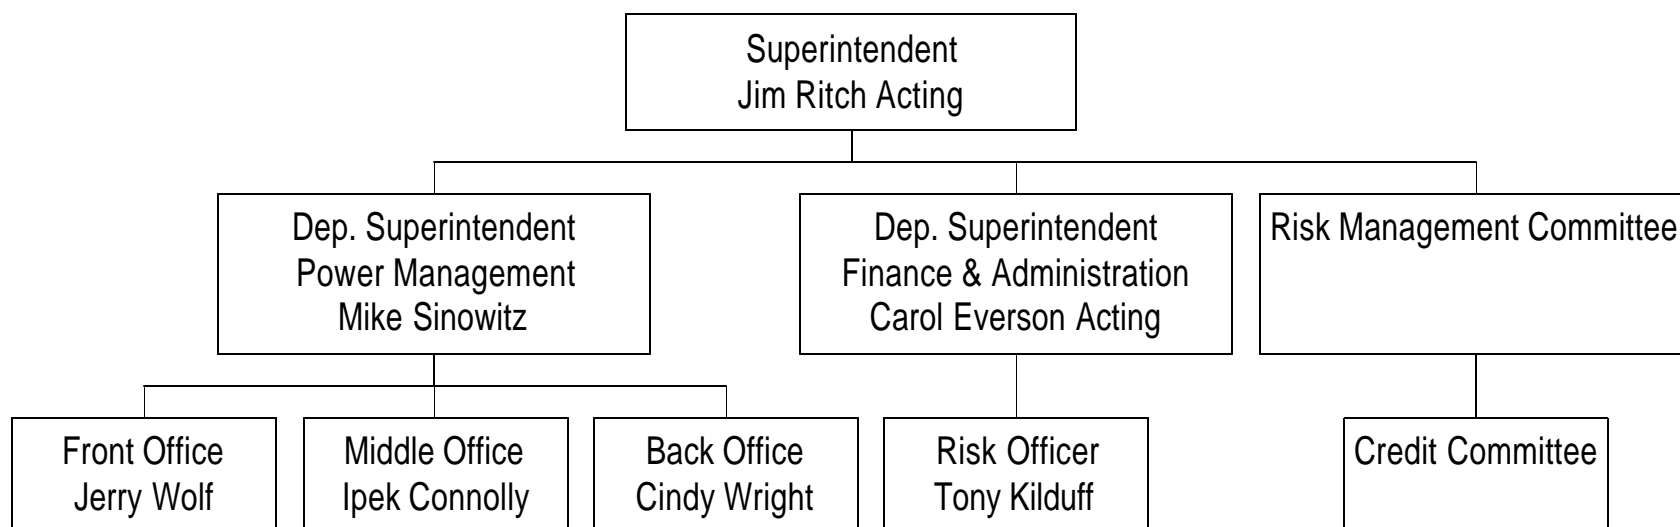 Superintendent
Jim Ritch Acting
Dep. Superintendent
Power Management
Mike Sinowitz
Dep. Superintendent
Finance & Administration
Carol Everson Acting
Risk Management Committee
Front Office
Jerry Wolf
Middle Office
Ipek Connolly
Back Office
Cindy Wright
Risk Officer
Tony Kilduff
Credit Committee